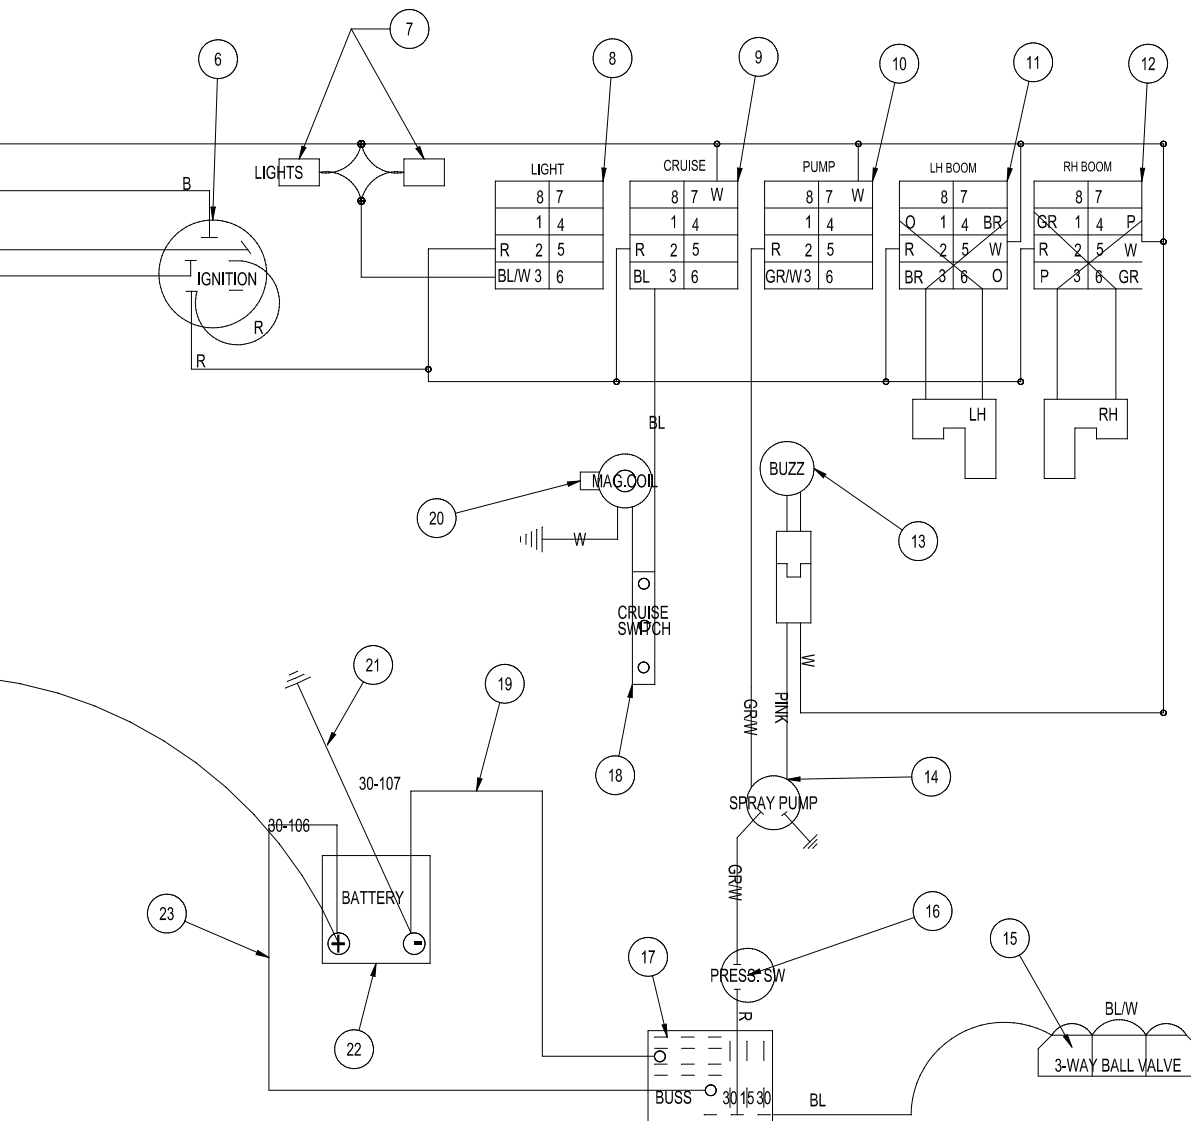 7
6
8
9
10
11
12
LIGHTS
LIGHT
CRUISE
PUMP
LH BOOM
RH BOOM
B
8 7
8 7 W
8 7 W
8 7
8 7
1 4
1 4
1 4
O 1 4 BR
GR 1 4 P
R 2 5
R 2 5
R 2 5
R 2 5 W
R 2 5 W
BL/W 3 6
BL 3 6
GR/W 3 6
BR 3 6 O
P 3 6 GR
IGNITION
R
R
BL
LH
RH
MAG.COIL
BUZZ
20
W
13
CRUISE
SWITCH
21
19
W
PINK
GR/W
18
14
30-107
SPRAY PUMP
30-106
BATTERY
GR/W
23
+
-
16
15
17
PRESS. SW
R
BL/W
22
3-WAY BALL VALVE
BUSS
30 15 30
BL